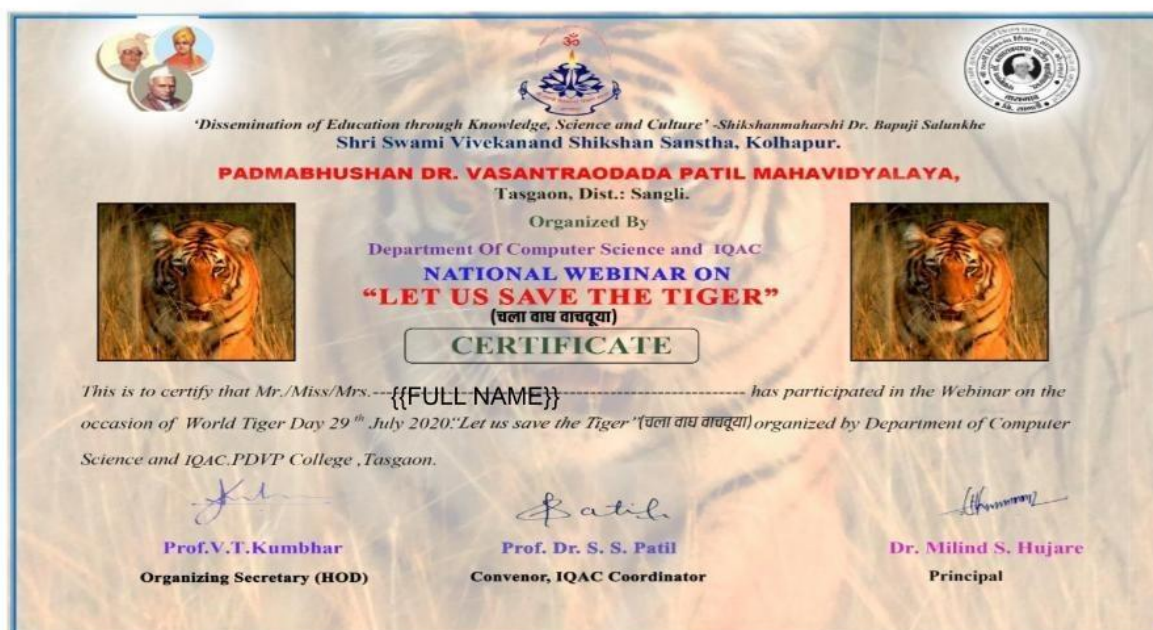 'Dissemination of Education through Knowledge, Science and Culture' -Shikshanmaharshi Dr. Bapuji Salunkhe
Shri Swami Vivekanand Shikshan Sanstha, Kolhapur.
PADMABHUSHAN DR. VASANTRAODADA PATIL MAHAVIDYALAYA,
Tasgaon, Dist.: Sangli.
Organized By
Department Of Computer Science and IQAC
NATIONAL WEBINAR ON
“LET US SAVE THE TIGER”
(चला वाघ वाचवूया)
CERTIFICATE
This is to certify that Mr./Miss/Mrs.---{{FULL NAME}}--------------------------- has participated in the Webinar on the
occasion of World Tiger Day 29 th July 2020."Let us save the Tiger"(चला वाघ वाचवूया) organized by Department of Computer
Science and IQAC.PDVP College ,Tasgaon.
Patil
Prof.V.T.Kumbhar
Prof. Dr. S. S. Patil
Dr. Milind S. Hujare
Organizing Secretary (HOD)
Convenor, IQAC Coordinator
Principal